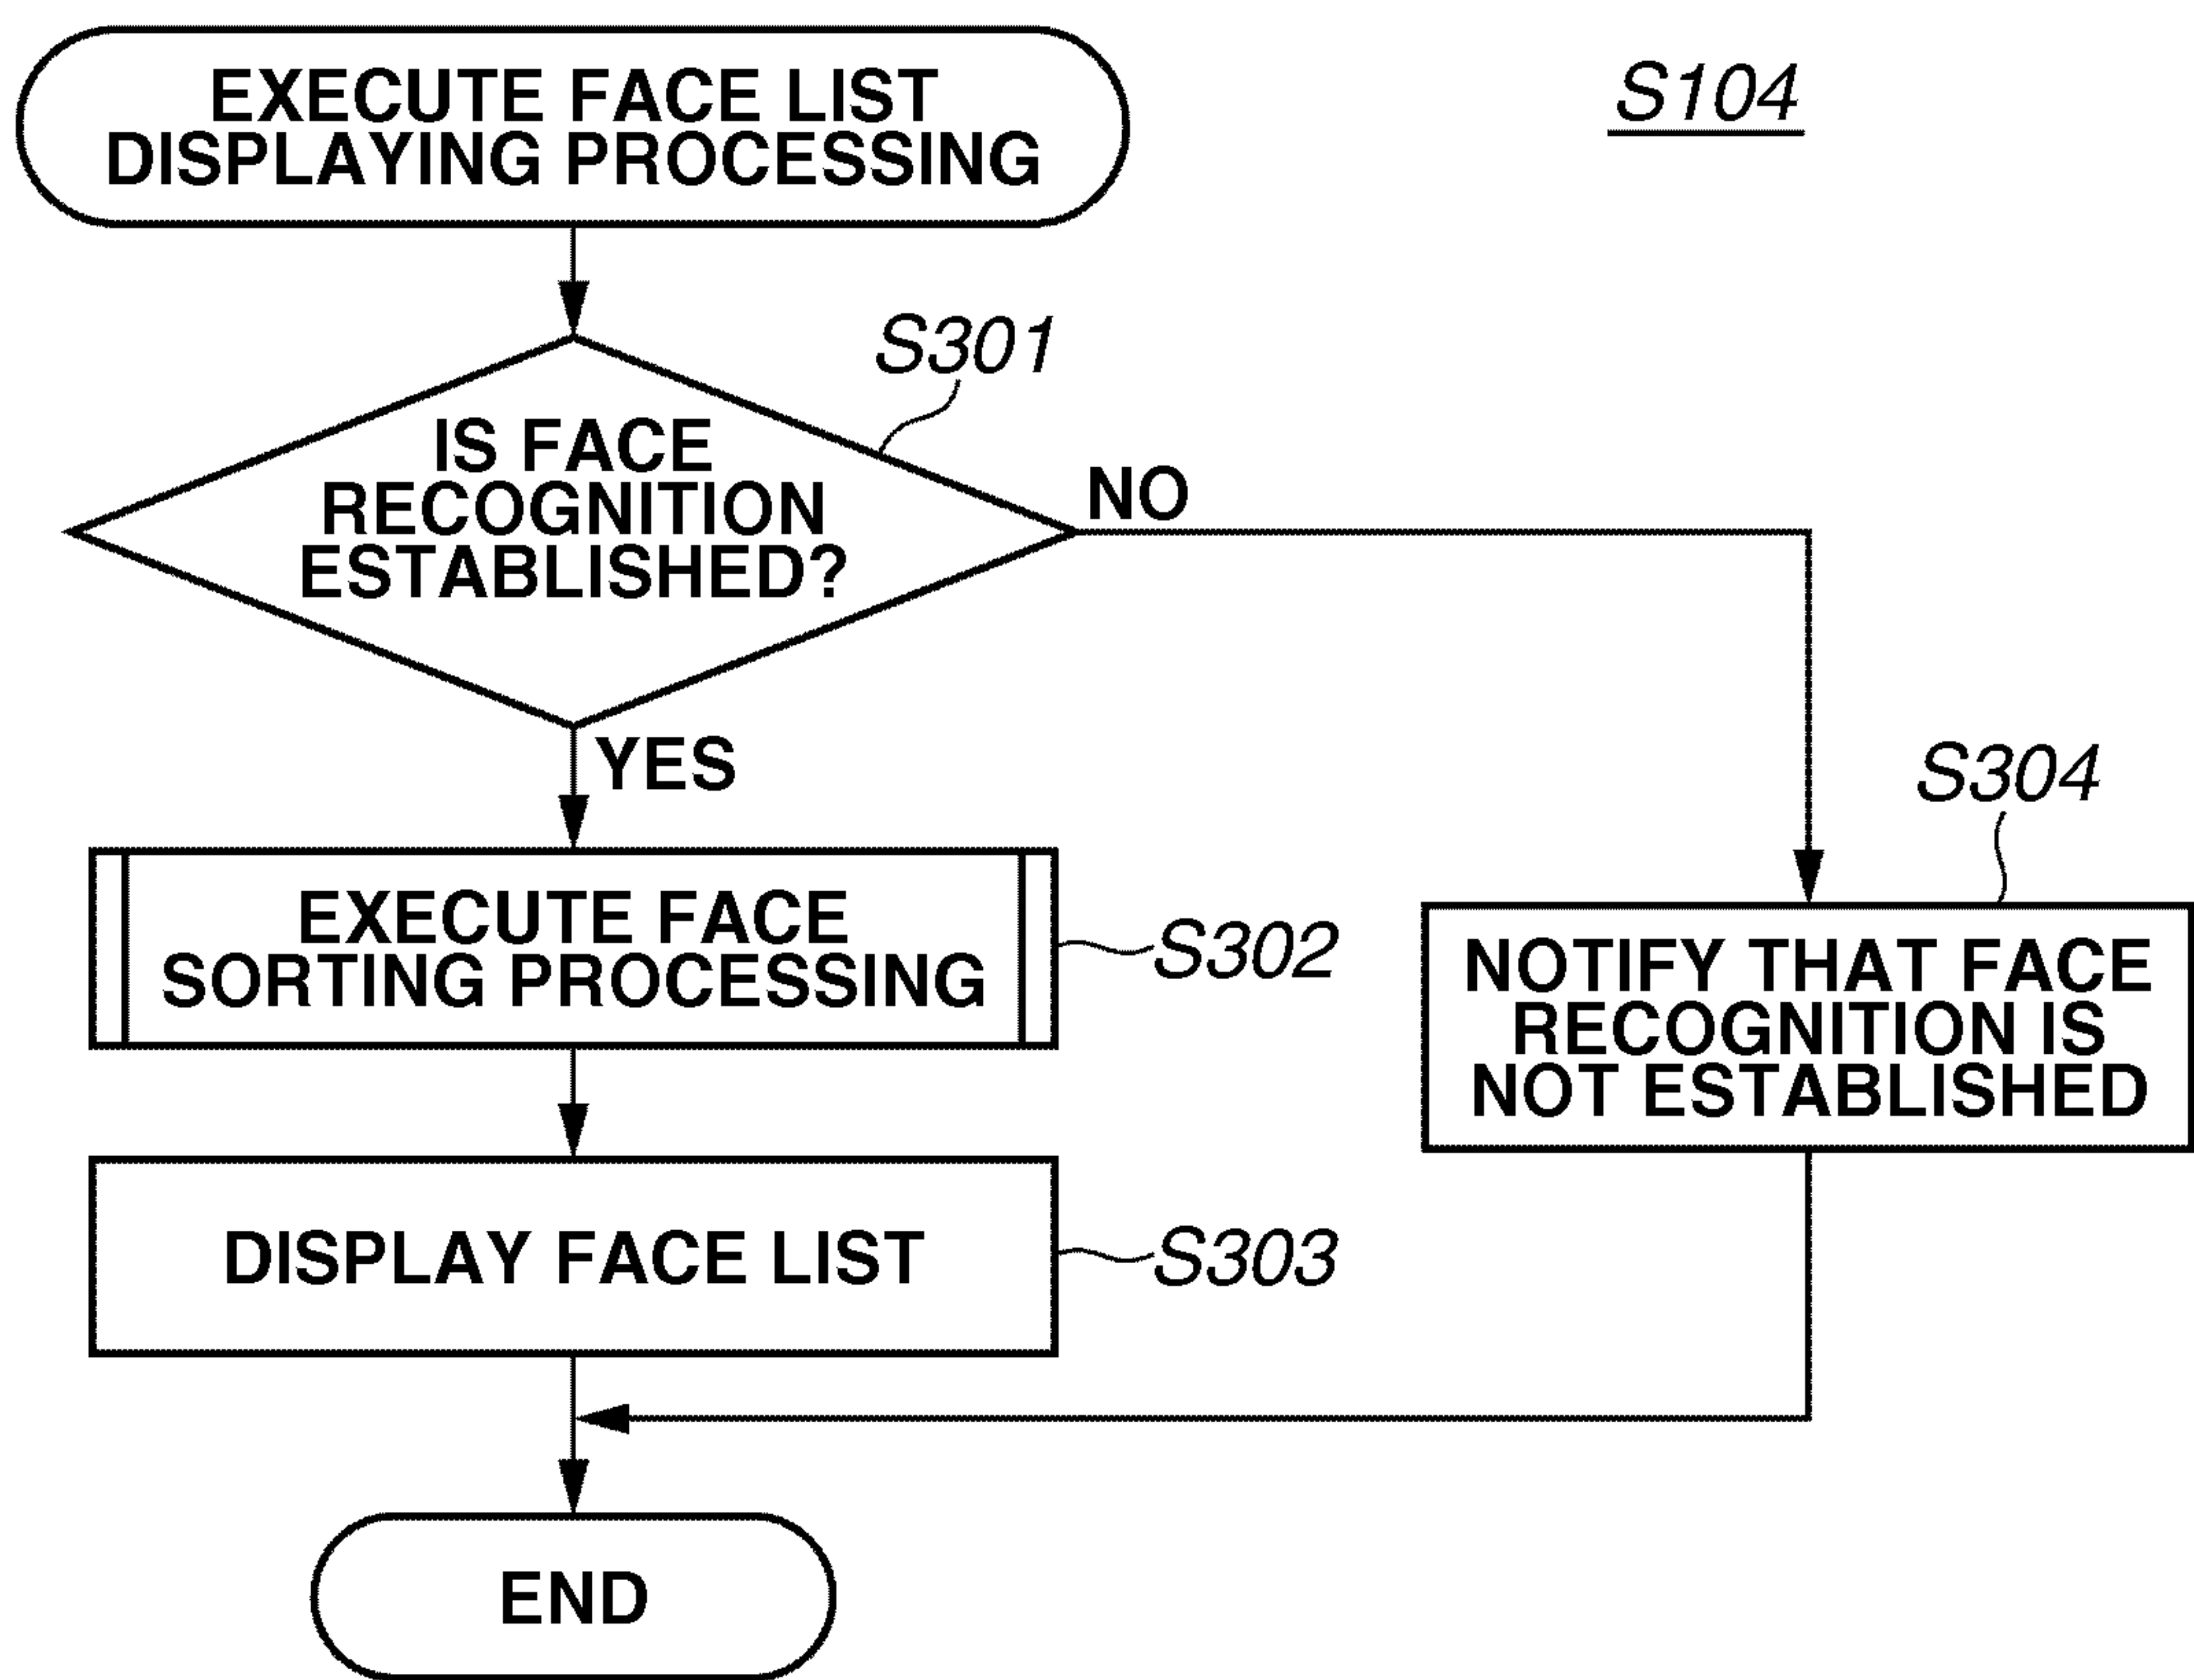 EXECUTE FACE LIST
DISPLAYING PROCESSING
S104
S301
IS FACE
RECOGNITION
ESTABLISHED?
NO
YES
S304
EXECUTE FACE
SORTING PROCESSING
S302
NOTIFY THAT FACE
RECOGNITION IS
NOT ESTABLISHED
DISPLAY FACE LIST
S303
END